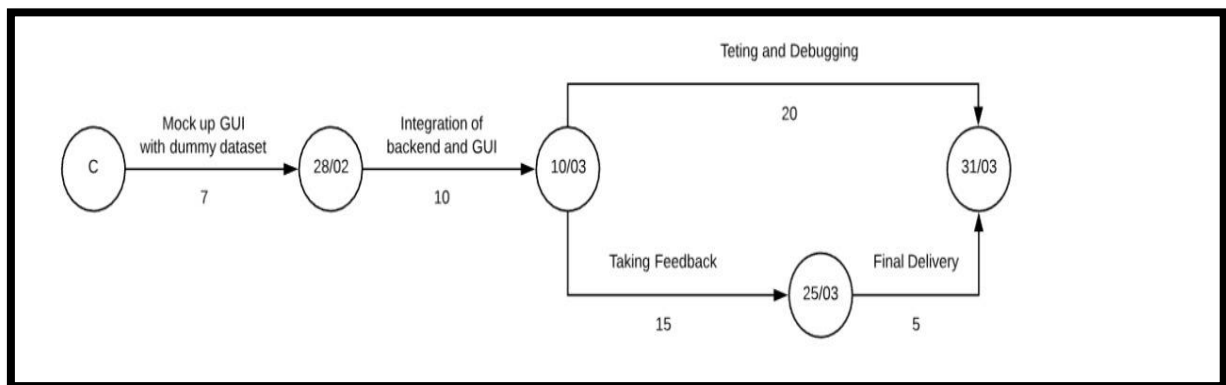 Teting and Debugging
20
Mock up GUI
with dummy dataset
Integration of
backend and GUI
C
28/02
10/03
31/03
7
10
Taking Feedback
Final Delivery
25/03
15
5